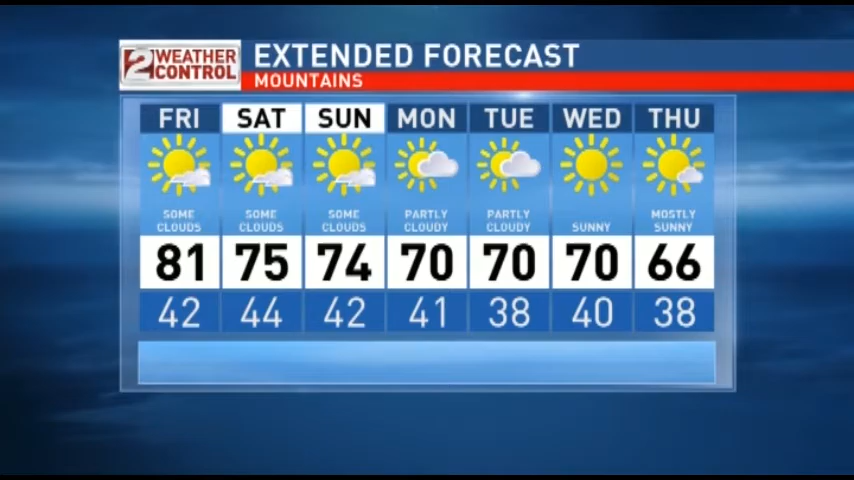 2 WEATHER CONTROL
EXTENDED FORECAST
MOUNTAINS
FRI SAT SUN MON TUE WED THU
SOME CLOUDS SOME CLOUDS SOME CLOUDS PARTLY CLOUDY PARTLY CLOUDY SUNNY MOSTLY SUNNY
81 75 74 70 70 70 66
42 44 42 41 38 40 38